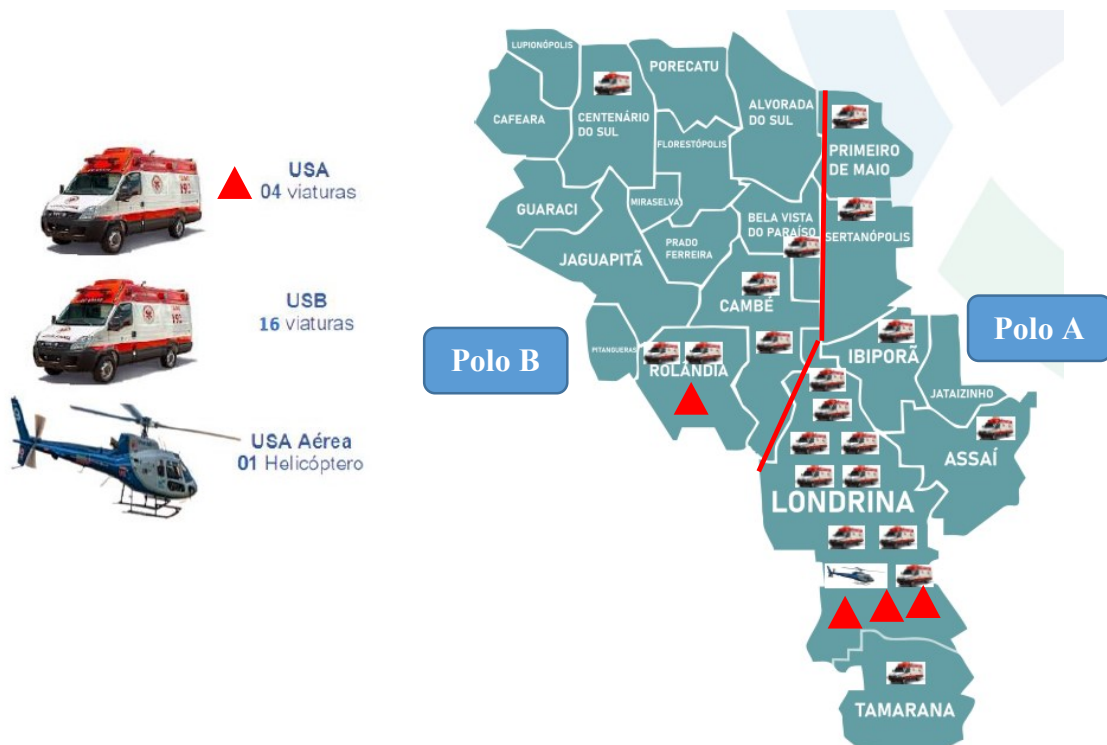 USA
04 viaturas
USB
16 viaturas
USA Aérea
01 Helicóptero
LUPIONÓPOLIS
PORECATU
CAFEARA
CENTENÁRIO
DO SUL
ALVORADA
DO SUL
FLORESTÓPOLIS
PRIMEIRO
DE MAIO
GUARACI
MIRASELVA
BELA VISTA
DO PARAÍSO
SERTANÓPOLIS
JAGUAPITÃ
PRADO
FERREIRA
CAMBÉ
Polo B
PITANGUERAS
ROLÂNDIA
IBIPORÃ
Polo A
JATAIZINHO
ASSAÍ
LONDRINA
TAMARANA